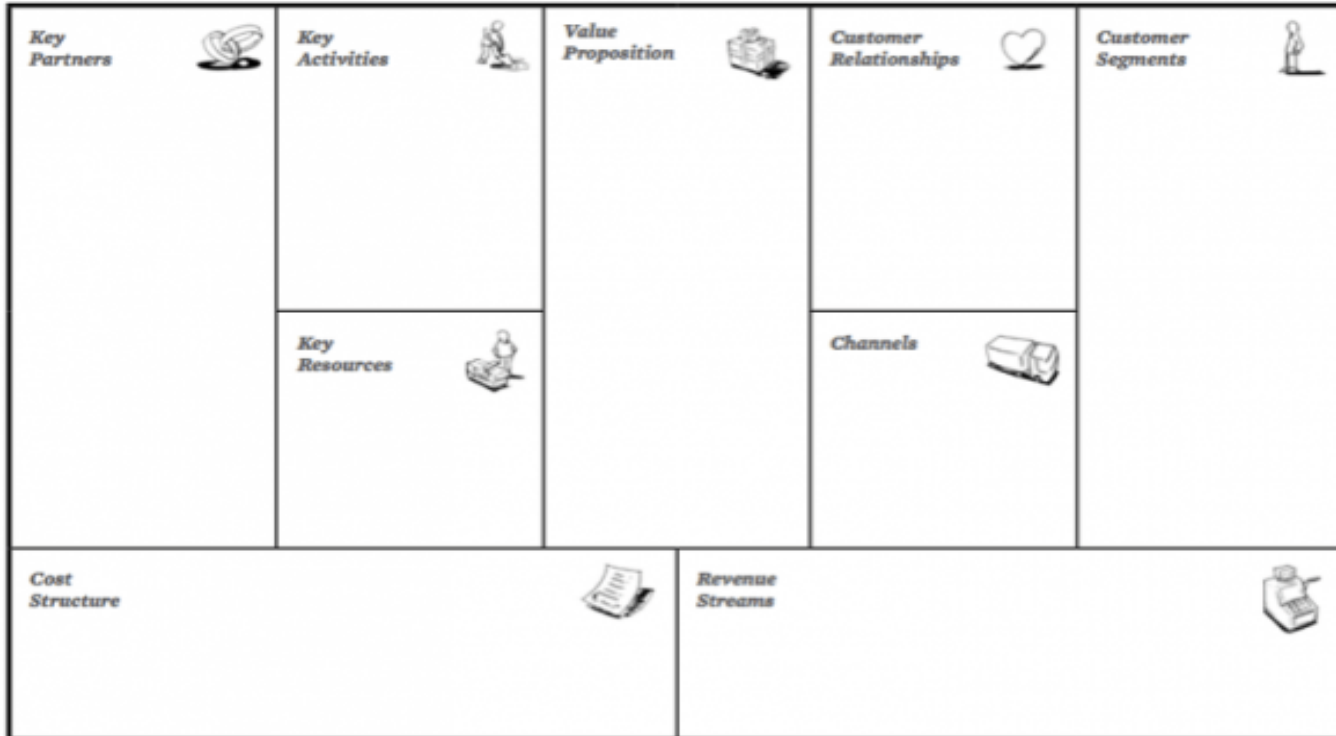 Key
Partners
Key
Activities
Value
Proposition
Customer
Relationships
Customer
Segments
Key
Resources
Channels
Cost
Structure
Revenue
Streams